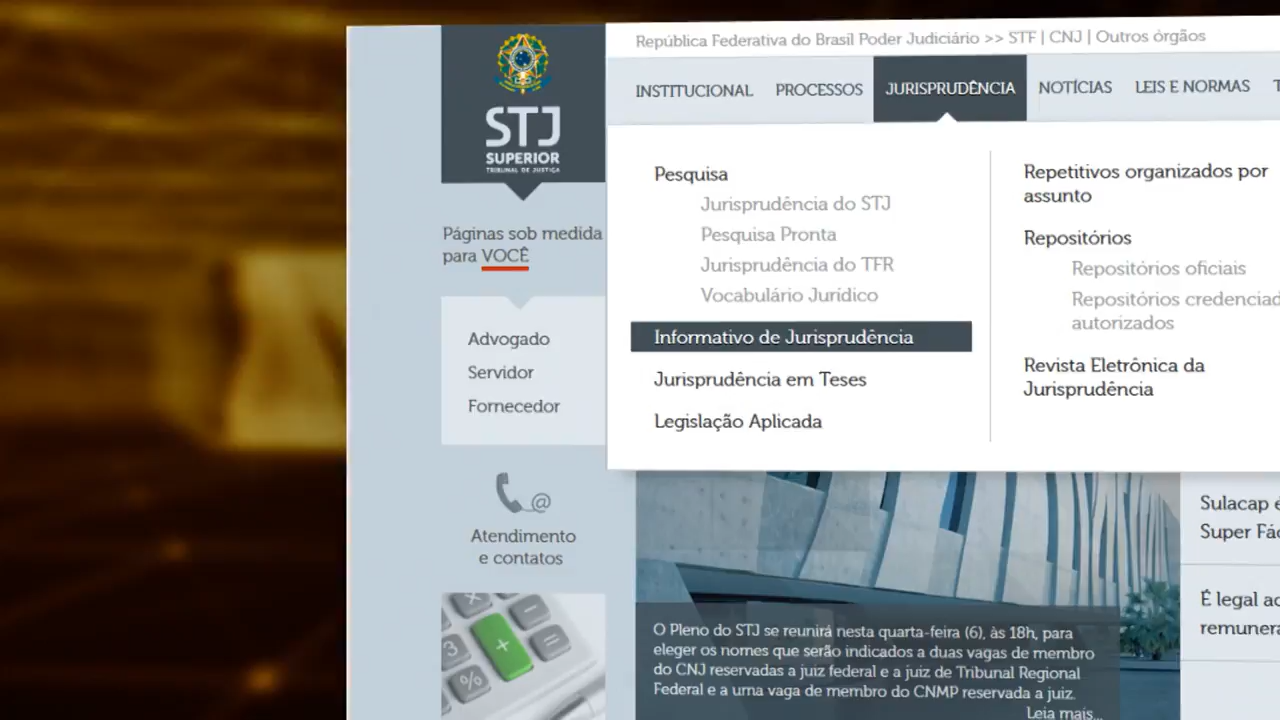 República Federativa do Brasil Poder Judiciário >> STF | CNJ | Outros órgãos
INSTITUCIONAL PROCESSOS JURISPRUDÊNCIA NOTÍCIAS LEIS E NORMAS T
STJ
SUPERIOR
TRIBUNAL DE JUSTIÇA
Páginas sob medida
para VOCÊ
Advogado
Servidor
Fornecedor
@
Atendimento
e contatos
Pesquisa
Jurisprudência do STJ
Pesquisa Pronta
Jurisprudência do TFR
Vocabulário Jurídico
Informativo de Jurisprudência
Jurisprudência em Teses
Legislação Aplicada
Repetitivos organizados por
assunto
Repositórios
Repositórios oficiais
Repositórios credenciad
autorizados
Revista Eletrônica da
Jurisprudência
O Pleno do STJ se reunirá nesta quarta-feira (6), às 18h, para
eleger os nomes que serão indicados a duas vagas de membro
do CNJ reservadas a juiz federal e a juiz de Tribunal Regional
Federal e a uma vaga de membro do CNMP reservada a juiz.
Leia mais...
Sulacap é
Super Fác
É legal ac
remunera